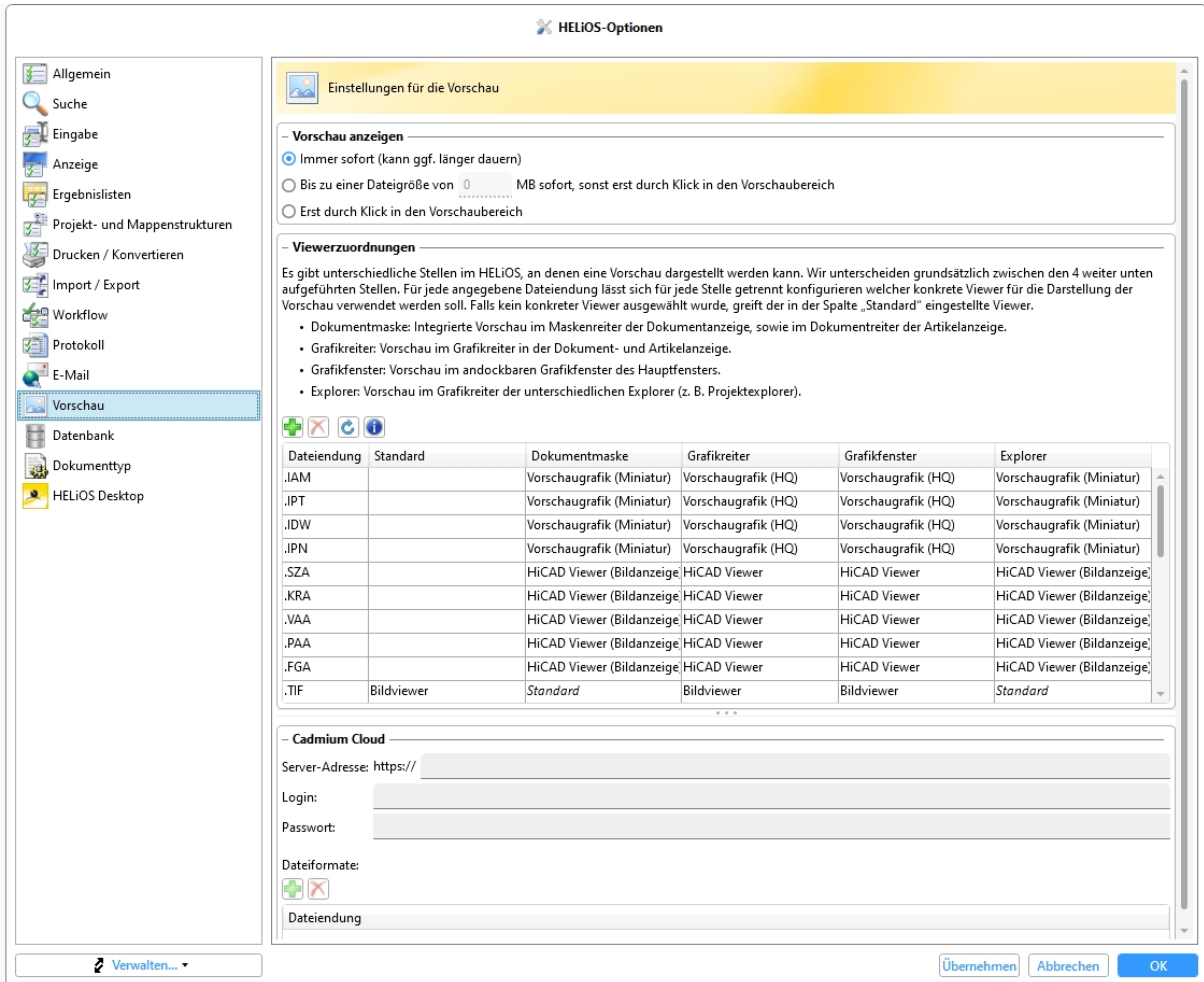 HELiOS-Optionen
Allgemein
Suche
Eingabe
Anzeige
Ergebnislisten
Projekt- und Mappenstrukturen
Drucken / Konvertieren
Import / Export
Workflow
Protokoll
E-Mail
Vorschau
Datenbank
Dokumenttyp
HELiOS Desktop
Verwalten...
Einstellungen für die Vorschau
Vorschau anzeigen
Immer sofort (kann ggf. länger dauern)
Bis zu einer Dateigröße von 0 MB sofort, sonst erst durch Klick in den Vorschaubereich
Erst durch Klick in den Vorschaubereich
Viewerzuordnungen
Es gibt unterschiedliche Stellen im HELiOS, an denen eine Vorschau dargestellt werden kann. Wir unterscheiden grundsätzlich zwischen den 4 weiter unten
aufgeführten Stellen. Für jede angegebene Dateiendung lässt sich für jede Stelle getrennt konfigurieren welcher konkrete Viewer für die Darstellung der
Vorschau verwendet werden soll. Falls kein konkreter Viewer ausgewählt wurde, greift der in der Spalte „Standard" eingestellte Viewer.
• Dokumentmaske: Integrierte Vorschau im Maskenreiter der Dokumentanzeige, sowie im Dokumentreiter der Artikelanzeige.
• Grafikreiter: Vorschau im Grafikreiter in der Dokument- und Artikelanzeige.
• Grafikfenster: Vorschau im andockbaren Grafikfenster des Hauptfensters.
• Explorer: Vorschau im Grafikreiter der unterschiedlichen Explorer (z. B. Projektexplorer).
Dateiendung Standard Dokumentmaske Grafikreiter Grafikfenster Explorer
.IAM Vorschaugrafik (Miniatur) Vorschaugrafik (HQ) Vorschaugrafik (HQ) Vorschaugrafik (Miniatur)
.IPT Vorschaugrafik (Miniatur) Vorschaugrafik (HQ) Vorschaugrafik (HQ) Vorschaugrafik (Miniatur)
.IDW Vorschaugrafik (Miniatur) Vorschaugrafik (HQ) Vorschaugrafik (HQ) Vorschaugrafik (Miniatur)
.IPN Vorschaugrafik (Miniatur) Vorschaugrafik (HQ) Vorschaugrafik (HQ) Vorschaugrafik (Miniatur)
.SZA HiCAD Viewer (Bildanzeige) HiCAD Viewer HiCAD Viewer HiCAD Viewer (Bildanzeige)
.KRA HiCAD Viewer (Bildanzeige) HiCAD Viewer HiCAD Viewer HiCAD Viewer (Bildanzeige)
.VAA HiCAD Viewer (Bildanzeige) HiCAD Viewer HiCAD Viewer HiCAD Viewer (Bildanzeige)
.PAA HiCAD Viewer (Bildanzeige) HiCAD Viewer HiCAD Viewer HiCAD Viewer (Bildanzeige)
.FGA HiCAD Viewer (Bildanzeige) HiCAD Viewer HiCAD Viewer HiCAD Viewer (Bildanzeige)
.TIF Bildviewer Standard Bildviewer Bildviewer Standard
Cadmium Cloud
Server-Adresse: https://
Login:
Passwort:
Dateiformate:
Dateiendung
Übernehmen Abbrechen OK